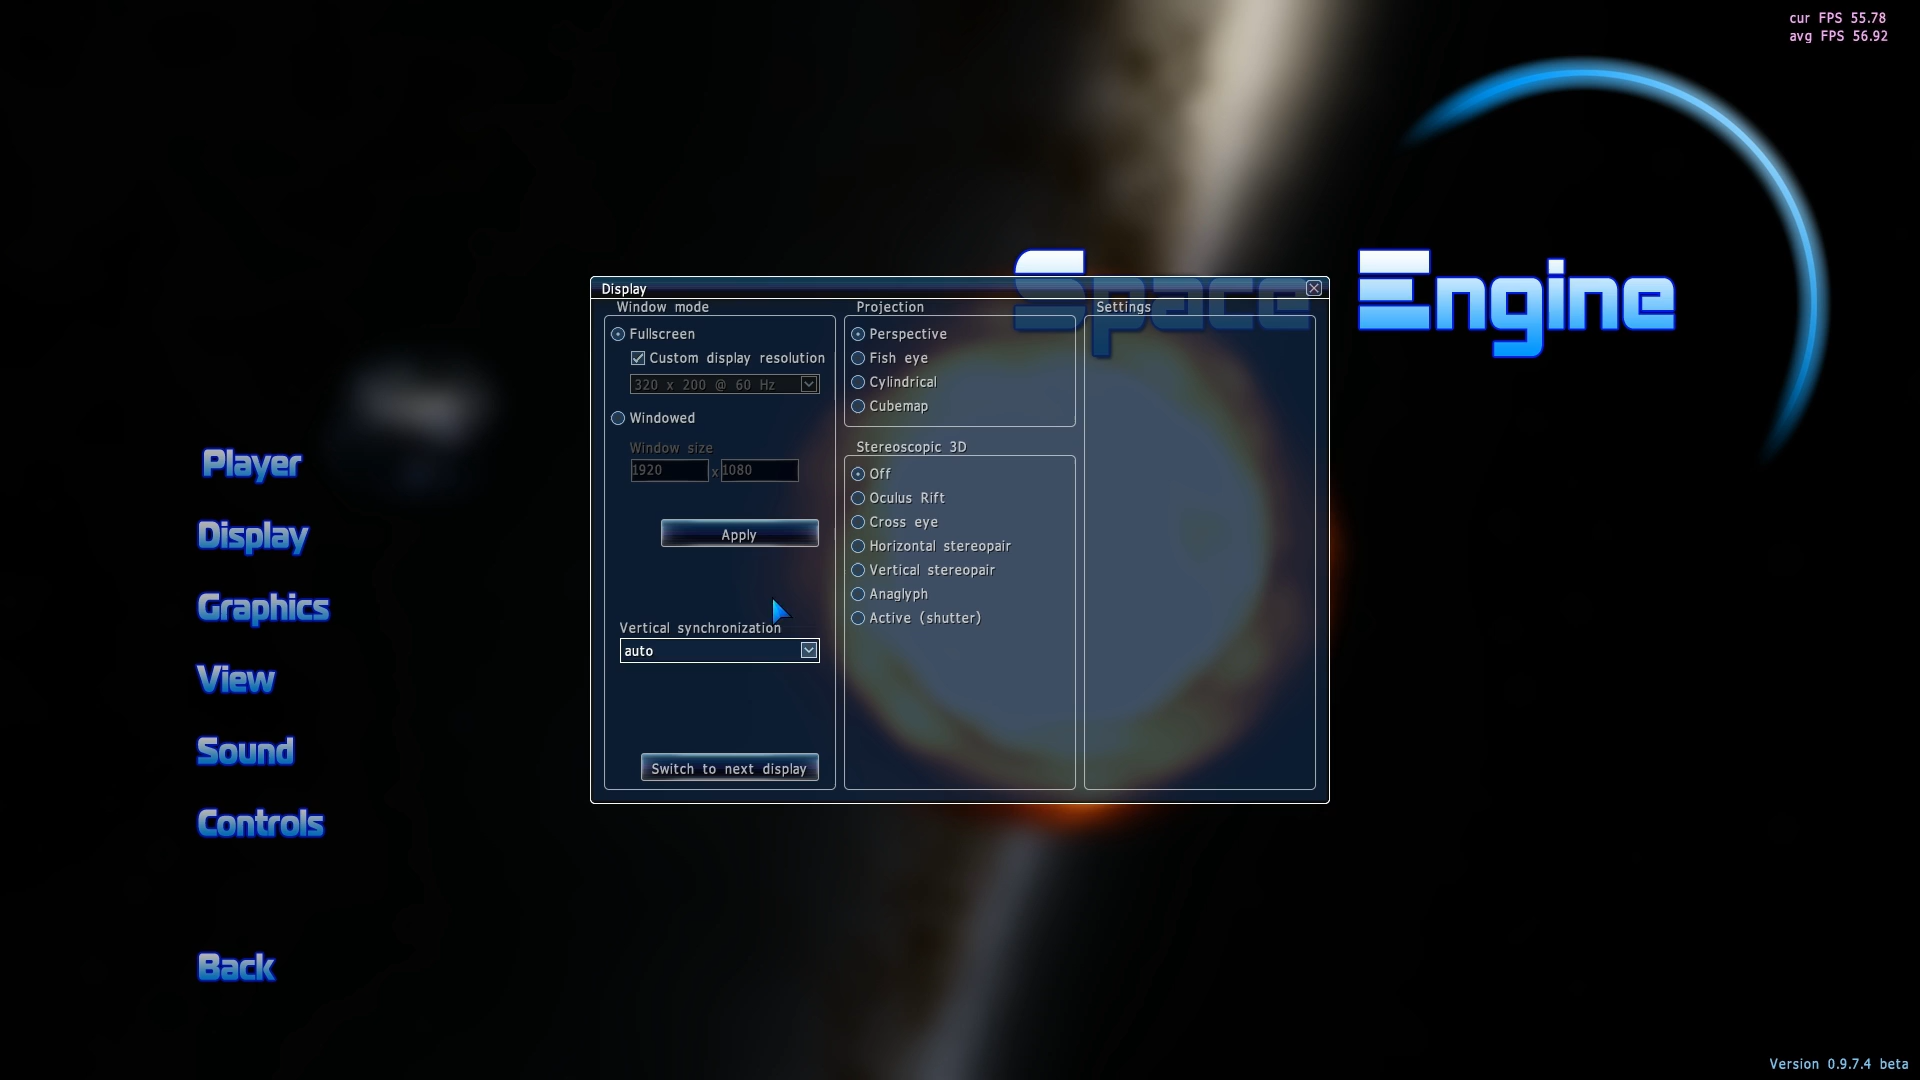 cur FPS 55.78
avg FPS 56.92
Space Engine
Display
Window mode
Fullscreen
Custom display resolution
320 x 200 @ 60 Hz
Windowed
Window size
1920 x 1080
Apply
Vertical synchronization
auto
Switch to next display
Projection
Perspective
Fish eye
Cylindrical
Cubemap
Stereoscopic 3D
Off
Oculus Rift
Cross eye
Horizontal stereopair
Vertical stereopair
Anaglyph
Active (shutter)
Settings
Player
Display
Graphics
View
Sound
Controls
Back
Version 0.9.7.4 beta